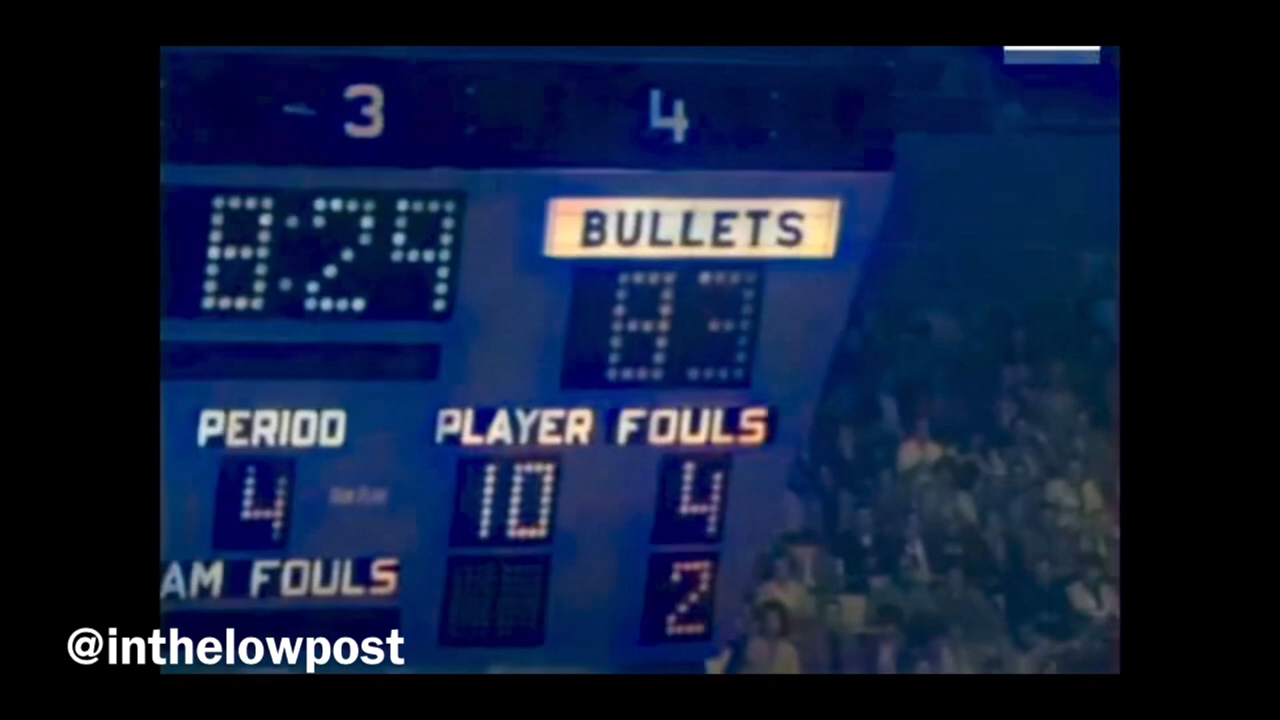 3 4
8:29
BULLETS
83
PERIOD
PLAYER FOULS
4
10 4
AM FOULS
2
@inthelowpost